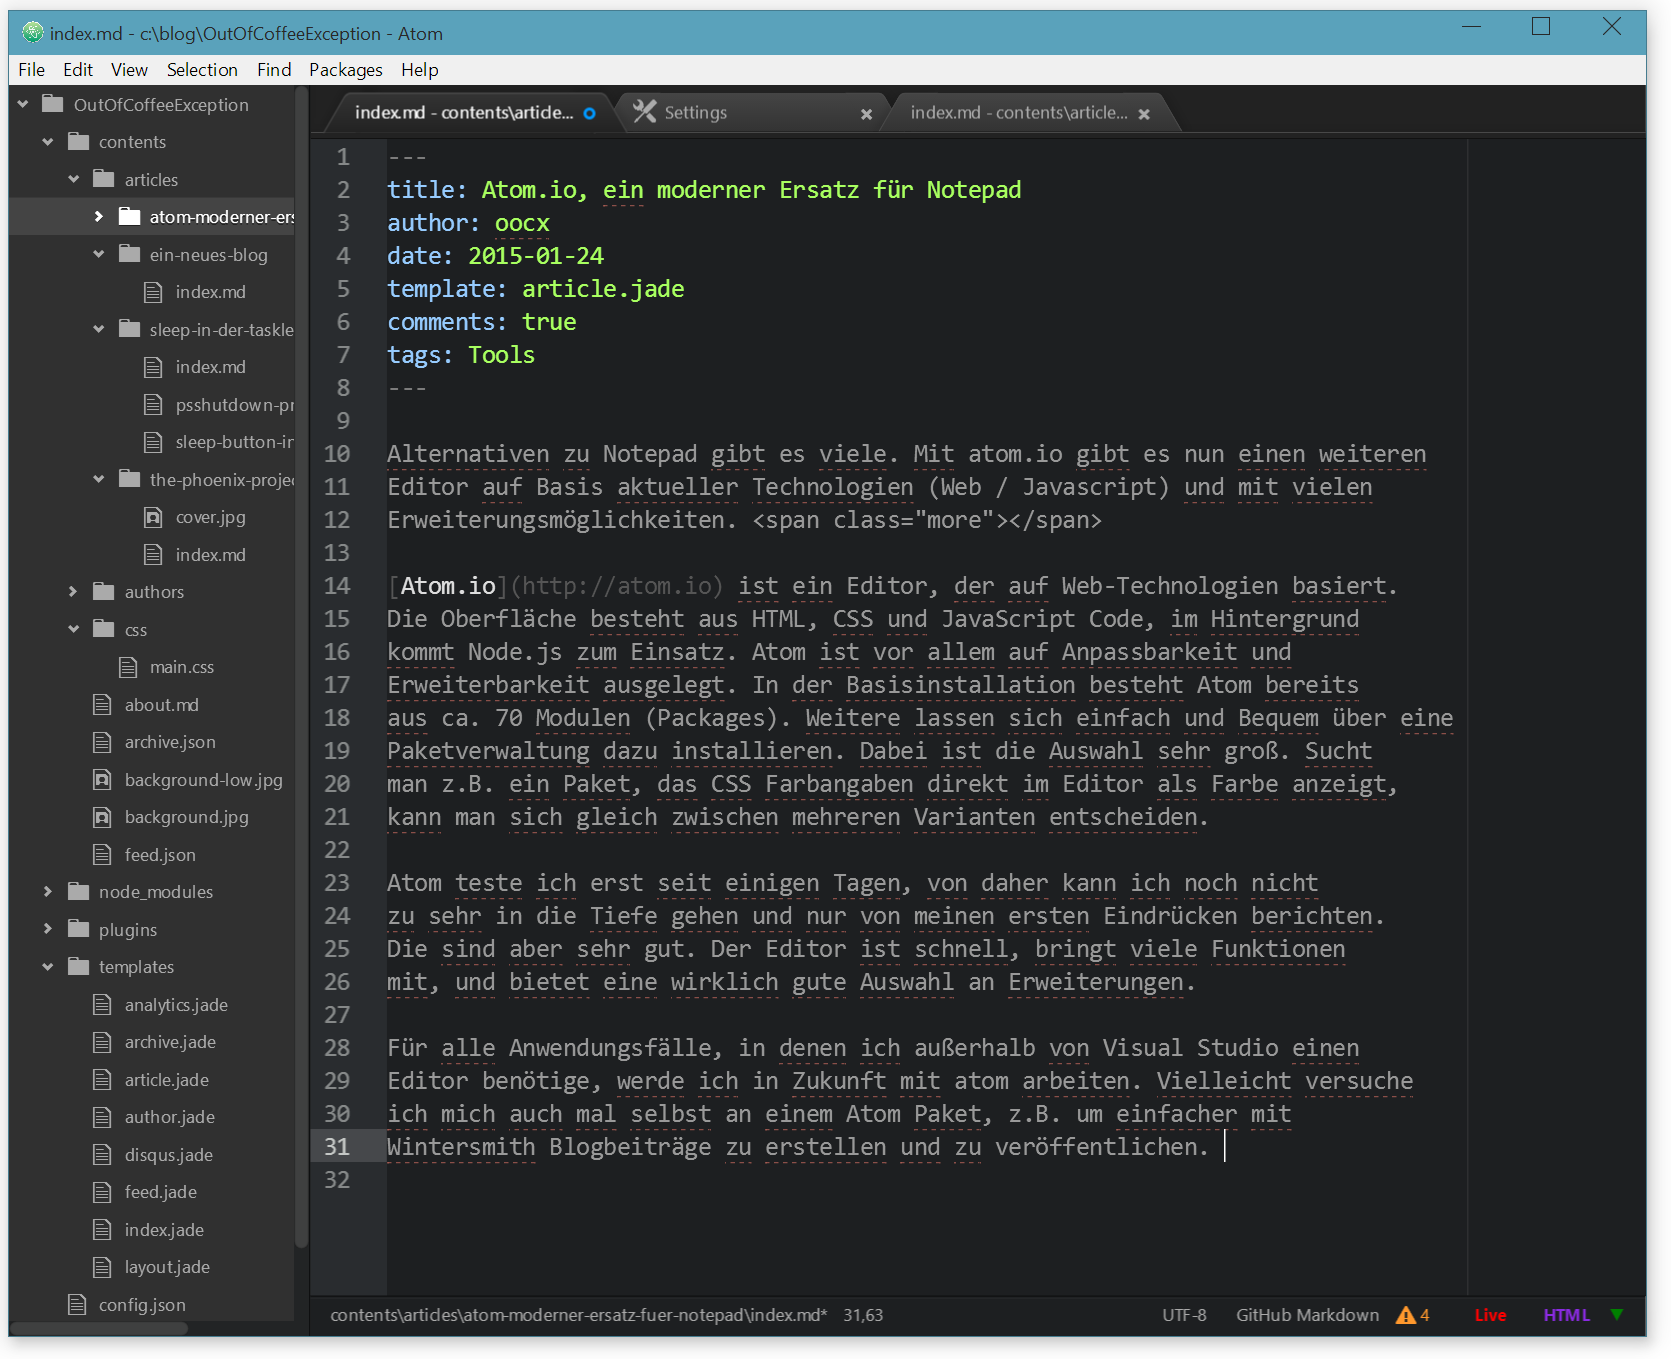 index.md - c:\blog\OutOfCoffeeException - Atom
File Edit View Selection Find Packages Help
OutOfCoffeeException
contents
articles
atom-moderner-ers
ein-neues-blog
index.md
sleep-in-der-taskle
index.md
psshutdown-pr
sleep-button-in
the-phoenix-projec
cover.jpg
index.md
authors
css
main.css
about.md
archive.json
background-low.jpg
background.jpg
feed.json
node_modules
plugins
templates
analytics.jade
archive.jade
article.jade
author.jade
disqus.jade
feed.jade
index.jade
layout.jade
config.json
index.md - contents\article... Settings index.md - contents\article...
1 ---
2 title: Atom.io, ein moderner Ersatz für Notepad
3 author: oocx
4 date: 2015-01-24
5 template: article.jade
6 comments: true
7 tags: Tools
8 ---
9
10 Alternativen zu Notepad gibt es viele. Mit atom.io gibt es nun einen weiteren
11 Editor auf Basis aktueller Technologien (Web / Javascript) und mit vielen
12 Erweiterungsmöglichkeiten. <span class="more"></span>
13
14 [Atom.io](http://atom.io) ist ein Editor, der auf Web-Technologien basiert.
15 Die Oberfläche besteht aus HTML, CSS und JavaScript Code, im Hintergrund
16 kommt Node.js zum Einsatz. Atom ist vor allem auf Anpassbarkeit und
17 Erweiterbarkeit ausgelegt. In der Basisinstallation besteht Atom bereits
18 aus ca. 70 Modulen (Packages). Weitere lassen sich einfach und Bequem über eine
19 Paketverwaltung dazu installieren. Dabei ist die Auswahl sehr groß. Sucht
20 man z.B. ein Paket, das CSS Farbangaben direkt im Editor als Farbe anzeigt,
21 kann man sich gleich zwischen mehreren Varianten entscheiden.
22
23 Atom teste ich erst seit einigen Tagen, von daher kann ich noch nicht
24 zu sehr in die Tiefe gehen und nur von meinen ersten Eindrücken berichten.
25 Die sind aber sehr gut. Der Editor ist schnell, bringt viele Funktionen
26 mit, und bietet eine wirklich gute Auswahl an Erweiterungen.
27
28 Für alle Anwendungsfälle, in denen ich außerhalb von Visual Studio einen
29 Editor benötige, werde ich in Zukunft mit atom arbeiten. Vielleicht versuche
30 ich mich auch mal selbst an einem Atom Paket, z.B. um einfacher mit
31 Wintersmith Blogbeiträge zu erstellen und zu veröffentlichen.
32
contents\articles\atom-moderner-ersatz-fuer-notepad\index.md* 31,63 UTF-8 GitHub Markdown 4 Live HTML